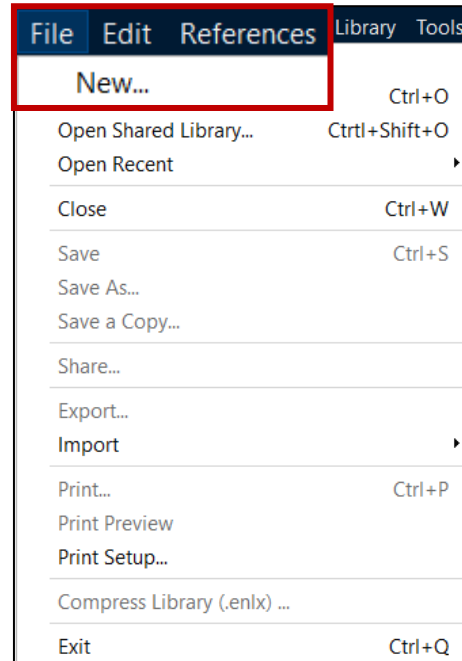 File Edit References Library Tools
New...
Ctrl+O
Open Shared Library... Ctrtl+Shift+O
Open Recent
Close Ctrl+W
Save Ctrl+S
Save As...
Save a Copy...
Share...
Export...
Import
Print... Ctrl+P
Print Preview
Print Setup...
Compress Library (.enlx) ...
Exit Ctrl+Q